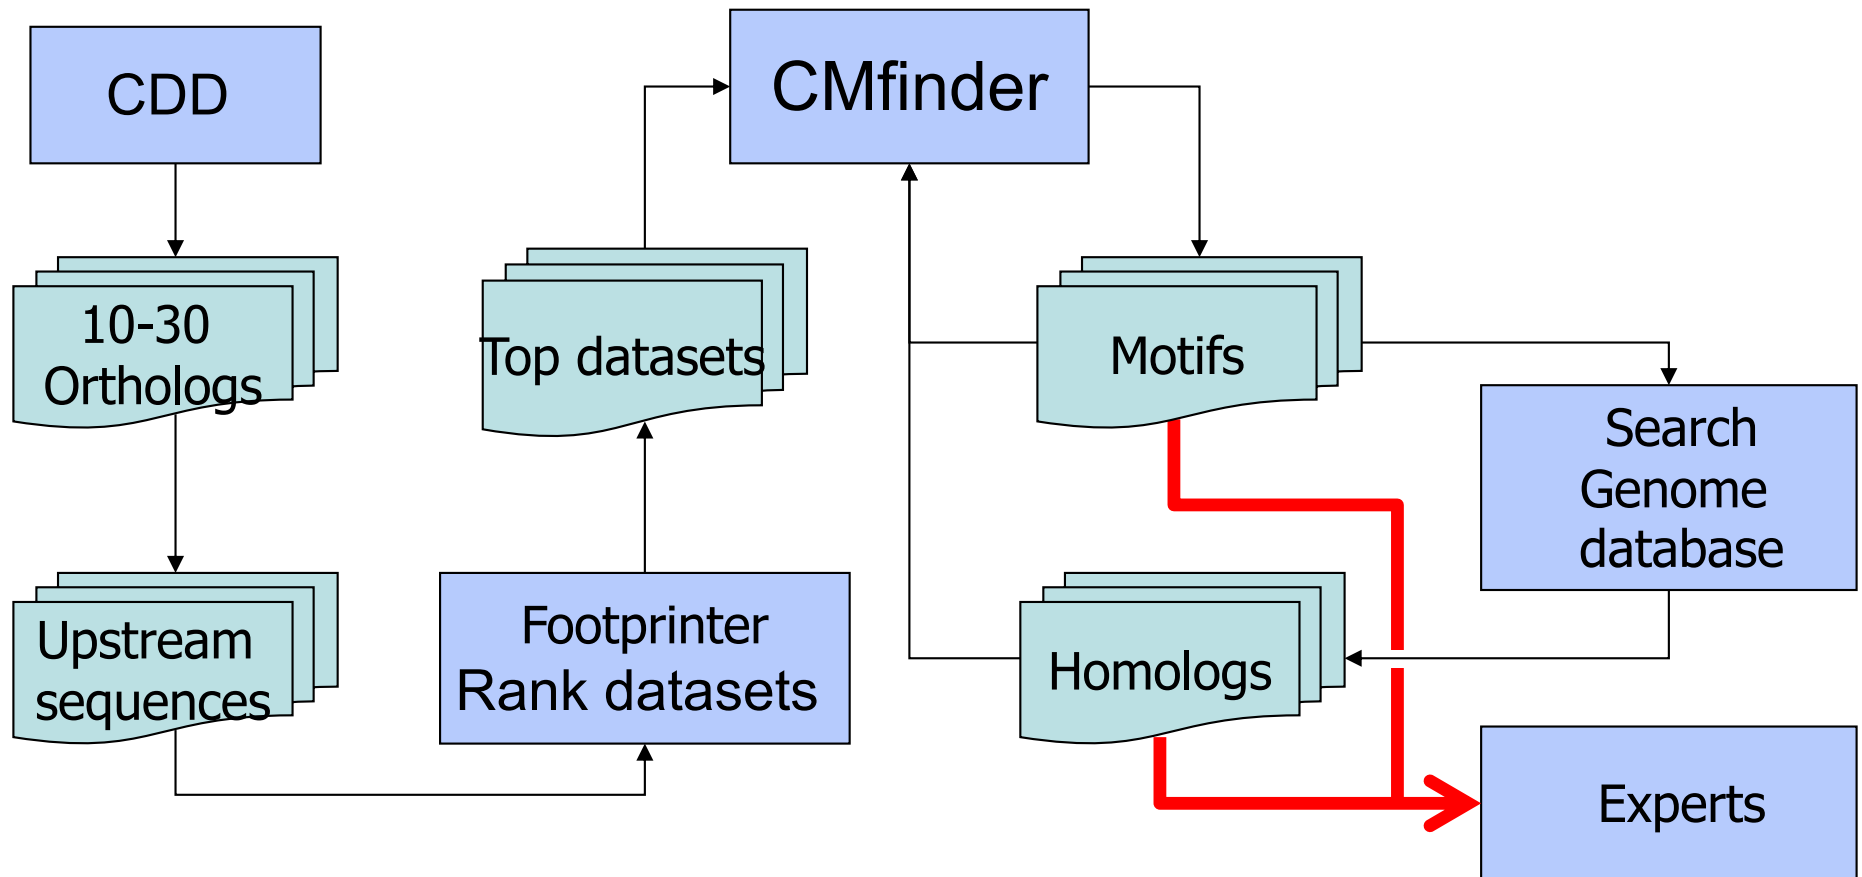 CDD
10-30
Orthologs
Upstream
sequences
Footprinter
Rank datasets
Top datasets
CMfinder
Motifs
Search
Genome
database
Homologs
Experts